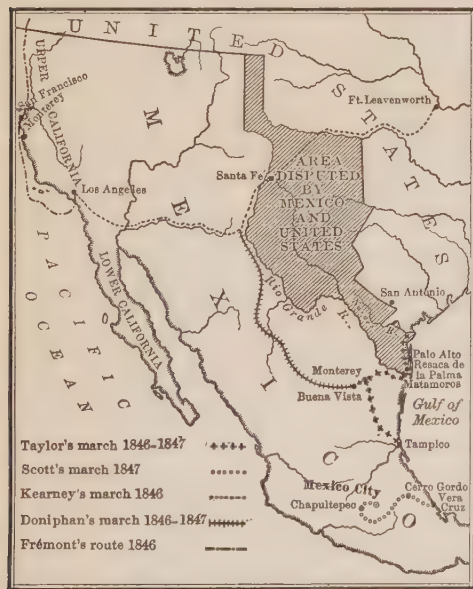 UNITED
STATES
MEXICO
UPPER
CALIFORNIA
San Francisco
Monterey
Los Angeles
LOWER CALIFORNIA
PACIFIC
OCEAN
Ft. Leavenworth
Santa Fe
AREA
DISPUTED
BY
MEXICO
AND
UNITED
STATES
San Antonio
Rio Grande R.
Palo Alto
Resaca de
la Palma
Matamoros
Monterey
Buena Vista
Gulf of
Mexico
Tampico
Mexico City
Chapultepec
Cerro Gordo
Vera
Cruz
Taylor's march 1846-1847
Scott's march 1847
Kearney's march 1846
Doniphan's march 1846-1847
Frémont's route 1846